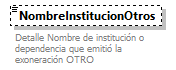 NombreInstitucionOtros
Detalle Nombre de institución o
dependencia que emitió la
exoneración OTRO